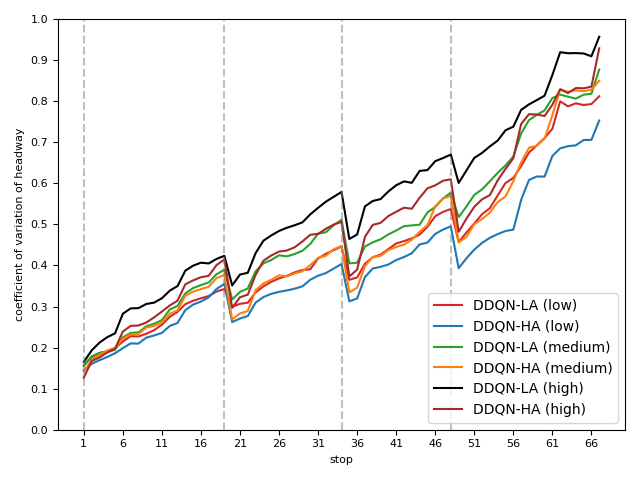 1.0
0.9
0.8
0.7
0.6
0.5
0.4
0.3
0.2
0.1
0.0
coefficient of variation of headway
DDQN-LA (low)
DDQN-HA (low)
DDQN-LA (medium)
DDQN-HA (medium)
DDQN-LA (high)
DDQN-HA (high)
1 6 11 16 21 26 31 36 41 46 51 56 61 66
stop